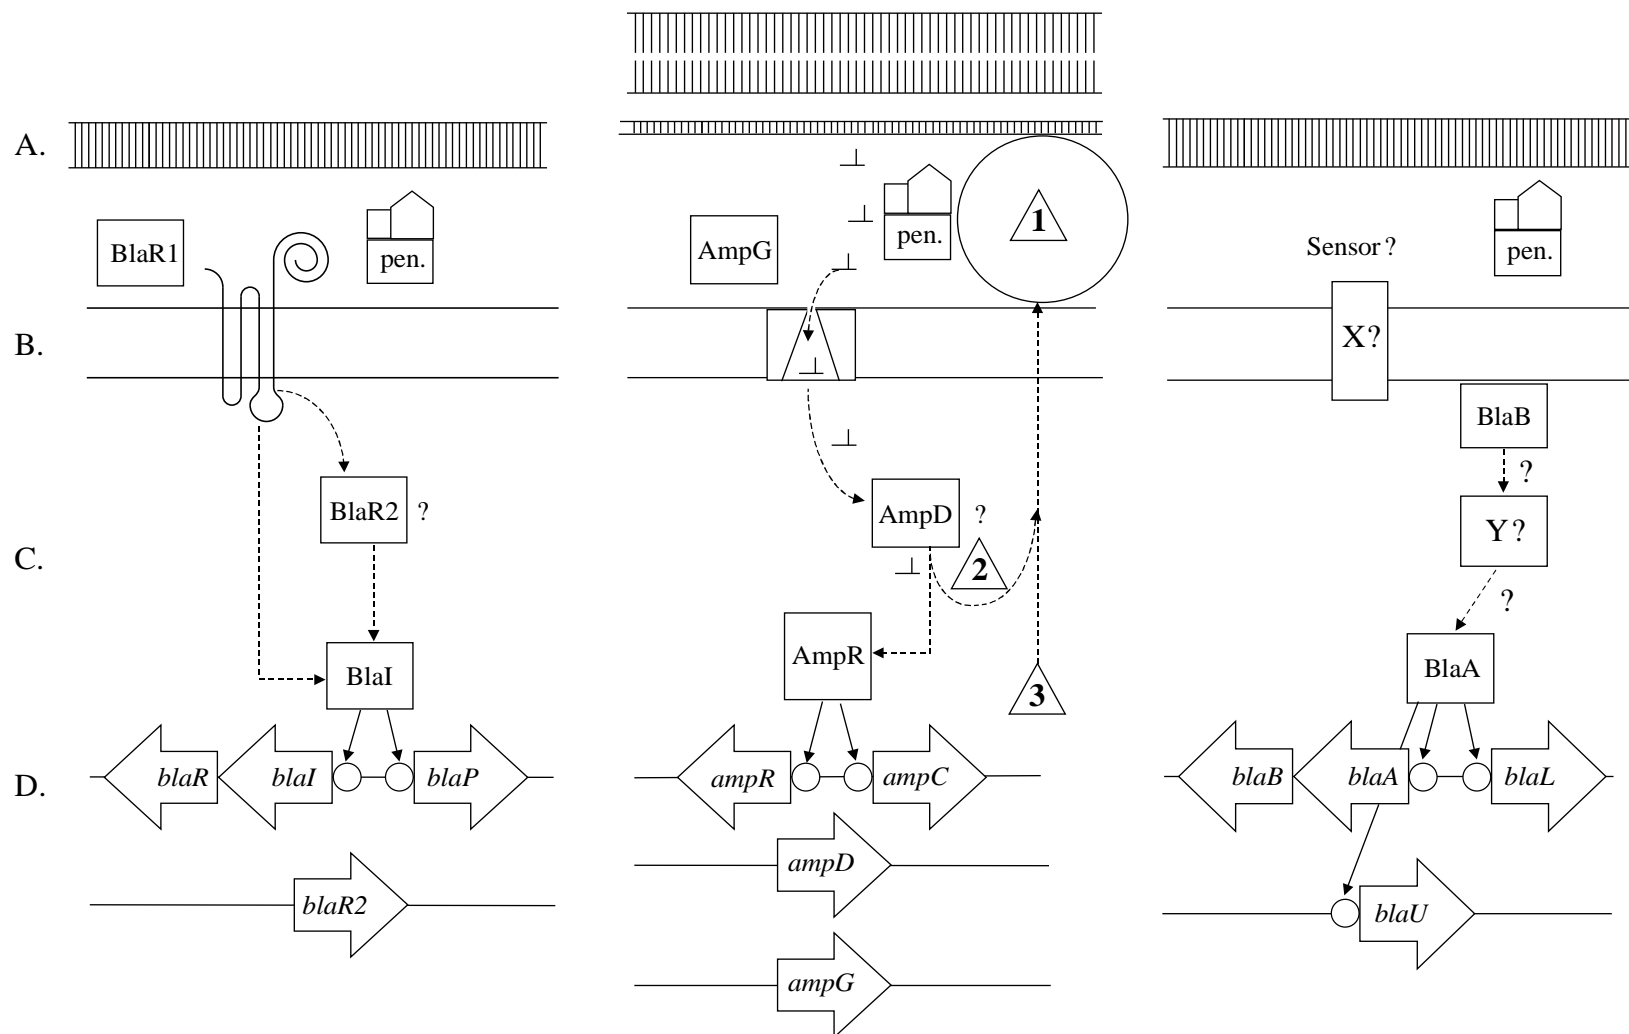 A.
BlaR1
pen.
AmpG
pen.
1
Sensor ?
pen.
B.
X?
BlaB
?
BlaR2 ?
AmpD ?
Y?
C.
2
?
BlaI
AmpR
3
BlaA
D.
blaR
blaI
blaP
ampR
ampC
blaB
blaA
blaL
blaR2
ampD
blaU
ampG